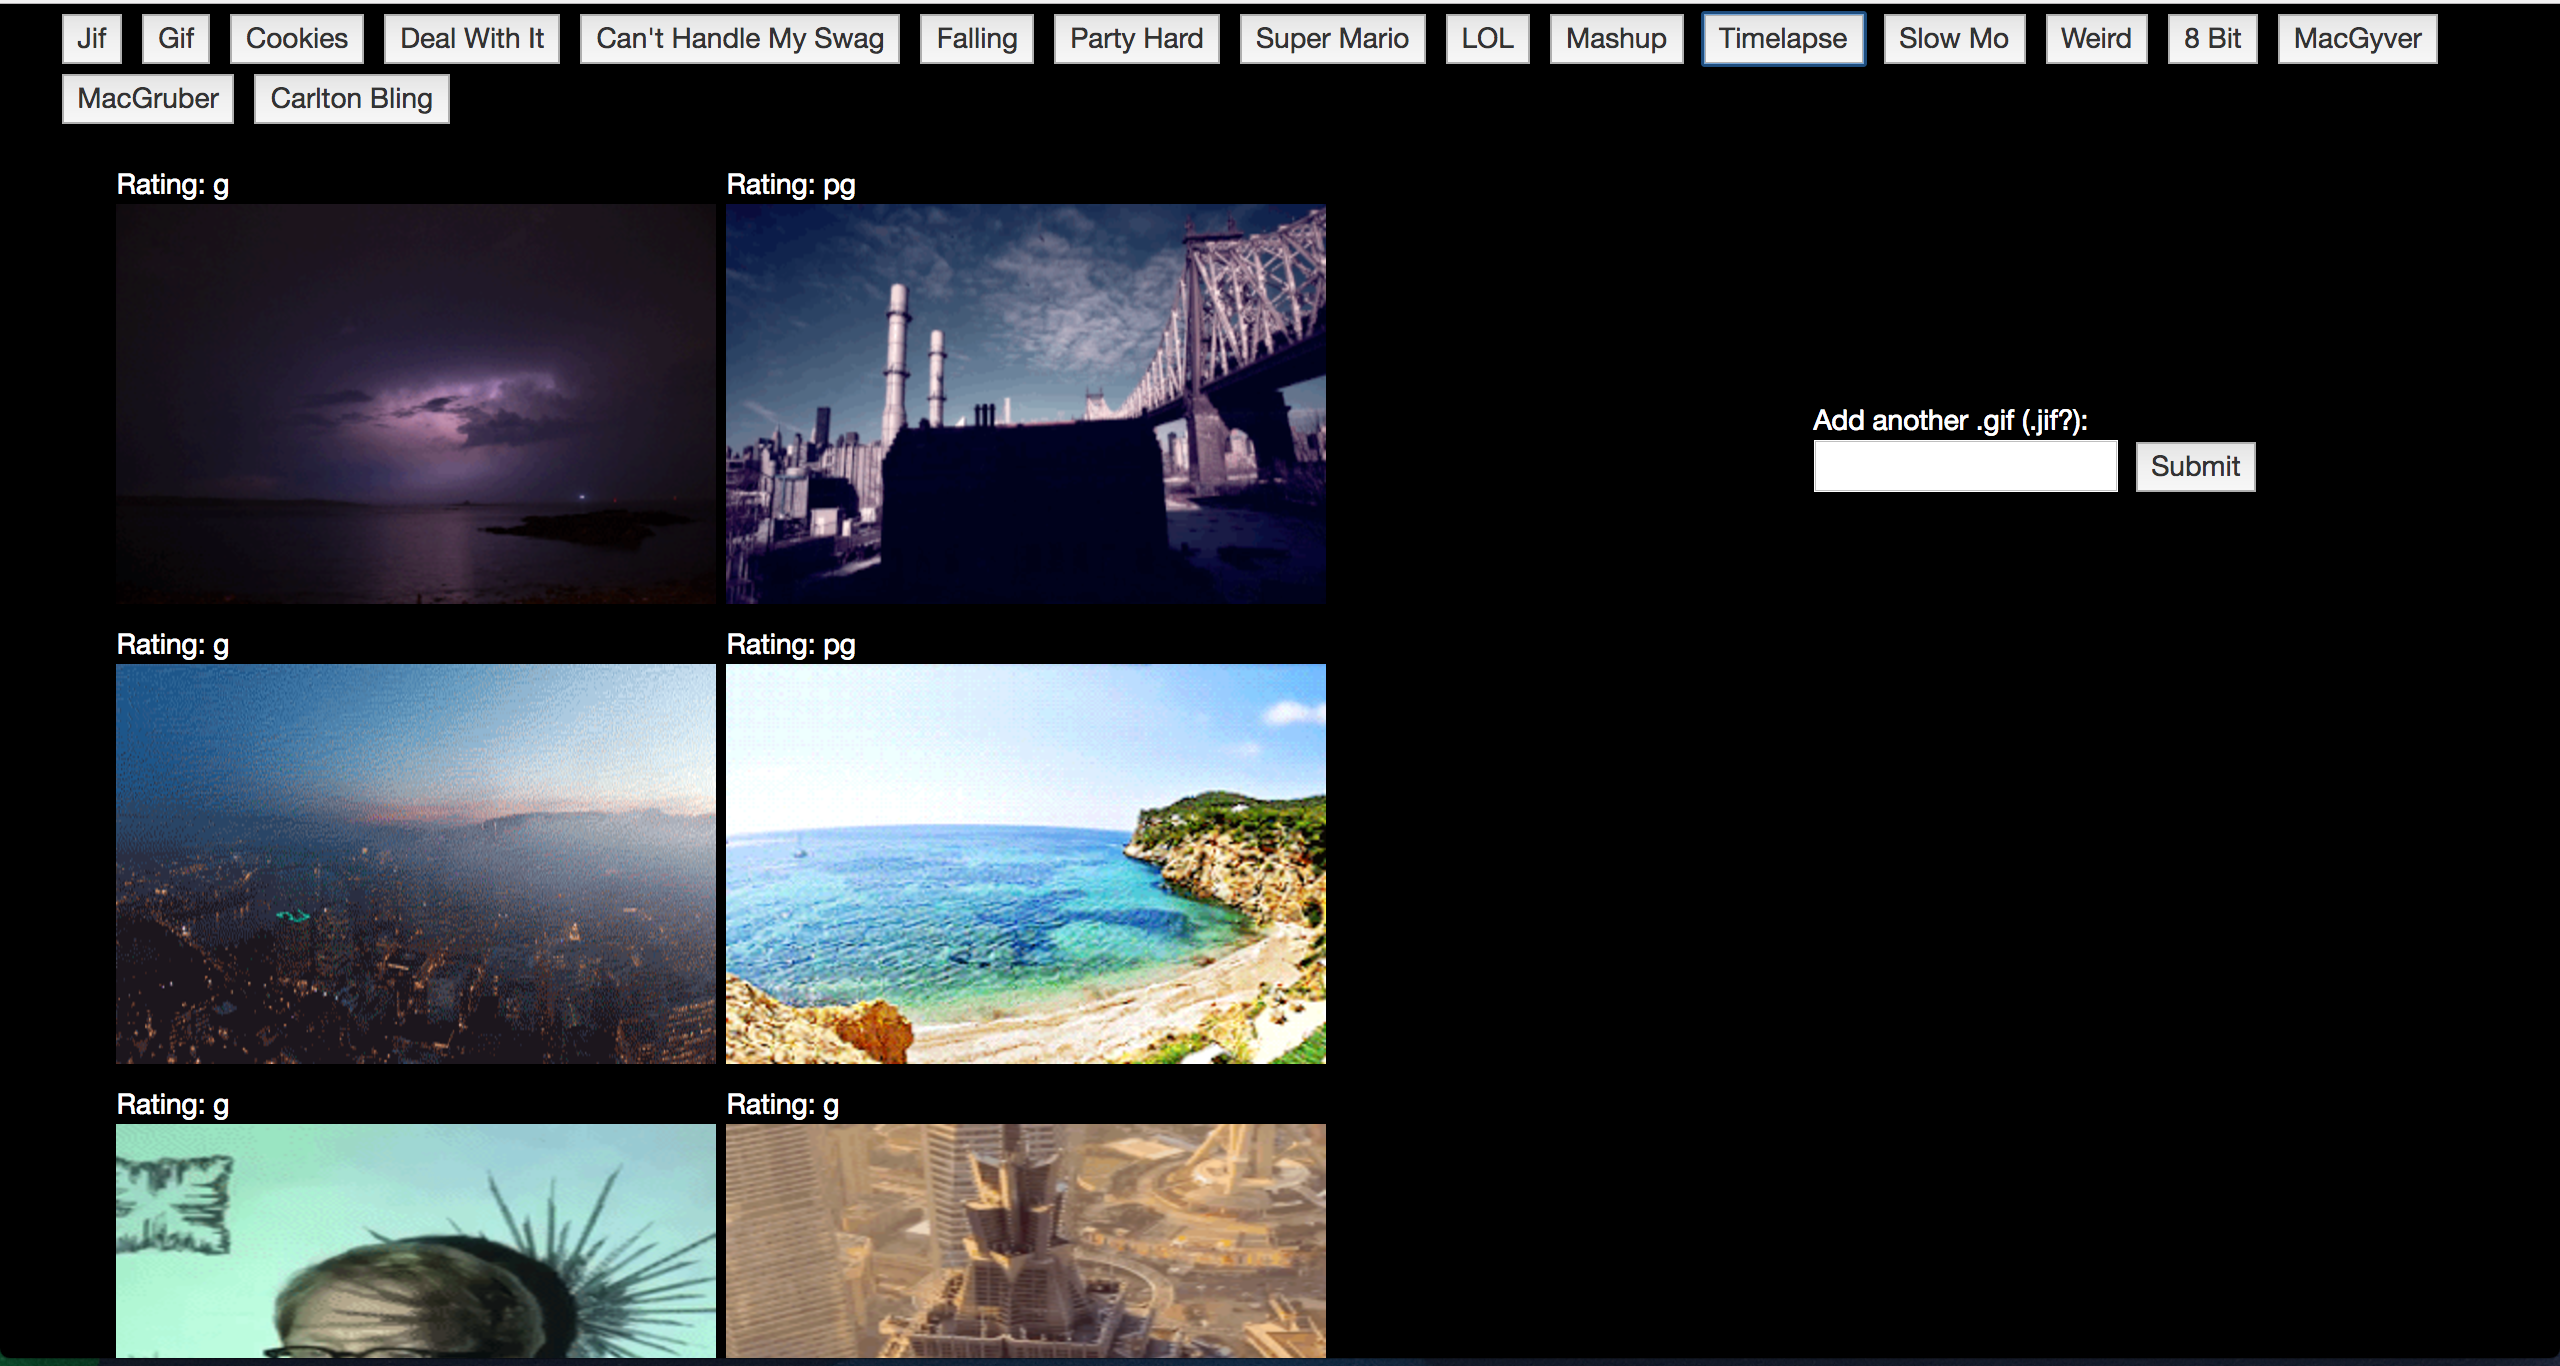 Jif Gif Cookies Deal With It Can't Handle My Swag Falling Party Hard Super Mario LOL Mashup Timelapse Slow Mo Weird 8 Bit MacGyver
MacGruber Carlton Bling
Rating: g Rating: pg
Add another .gif (.jif?):
Submit
Rating: g Rating: pg
Rating: g Rating: g